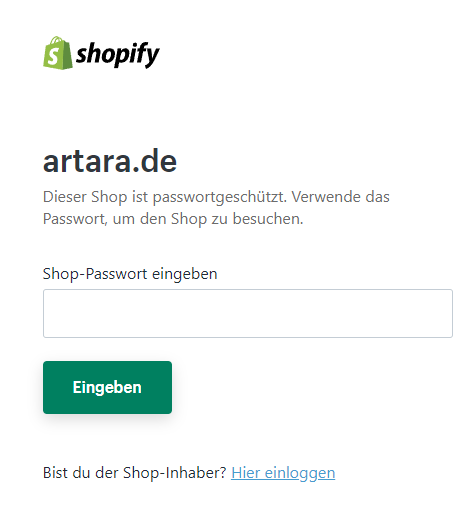 shopify
artara.de
Dieser Shop ist passwortgeschützt. Verwende das
Passwort, um den Shop zu besuchen.
Shop-Passwort eingeben
Eingeben
Bist du der Shop-Inhaber? Hier einloggen